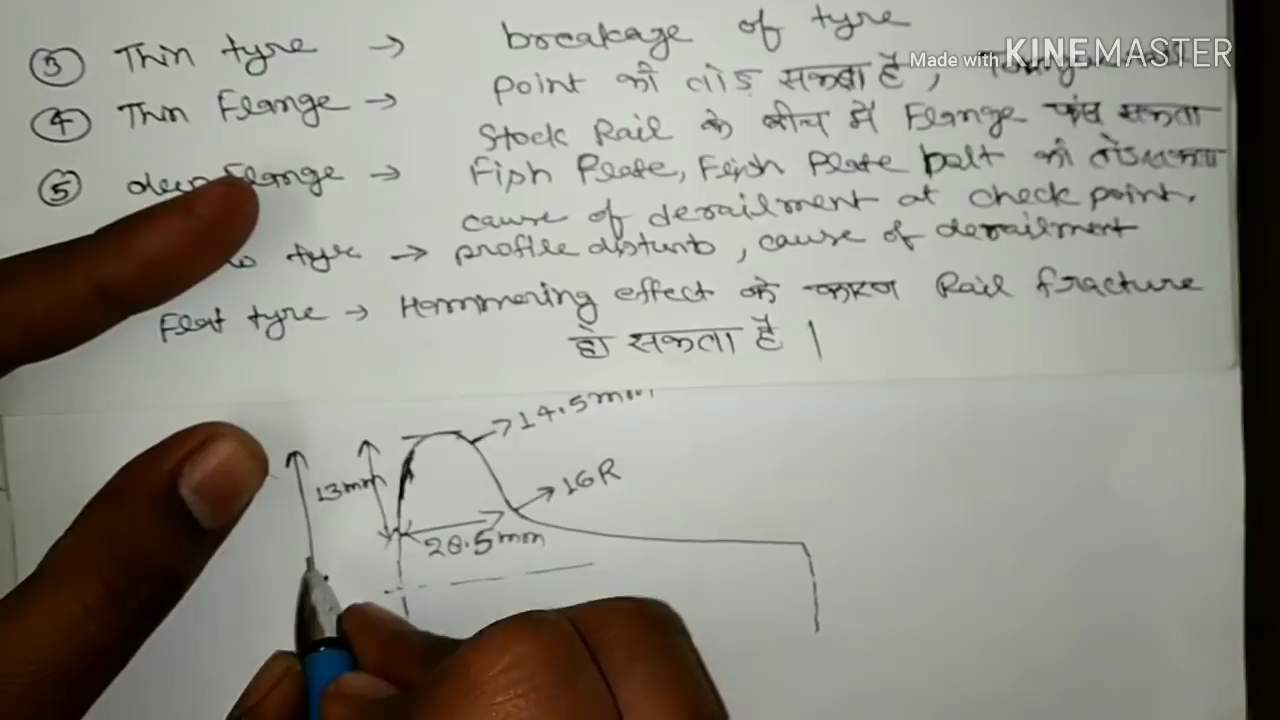 ③ Thin tyre → breakage of tyre
Made with KINEMASTER
④ Thin Flange → Point को तोड़ सकता है,
Stock Rail के बीच में Flange फंस सकता
⑤ deep Flange → Fish Plate, Fish Plate bolt को तोड़ सकता
cause of derailment at check point.
tyre → profile disturb, cause of derailment
Flat tyre → Hammering effect के कारण Rail fracture
हो सकता है |
14.5mm
13mm
16R
28.5mm